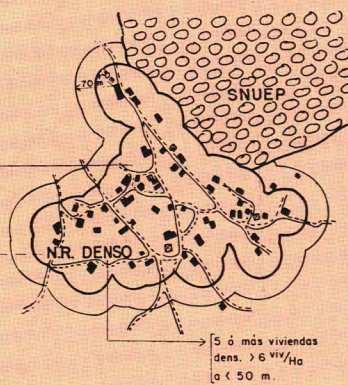 <70 m
SNUEP
N.R. DENSO
5 ó más viviendas
dens. > 6 viv/Ha
a < 50 m.